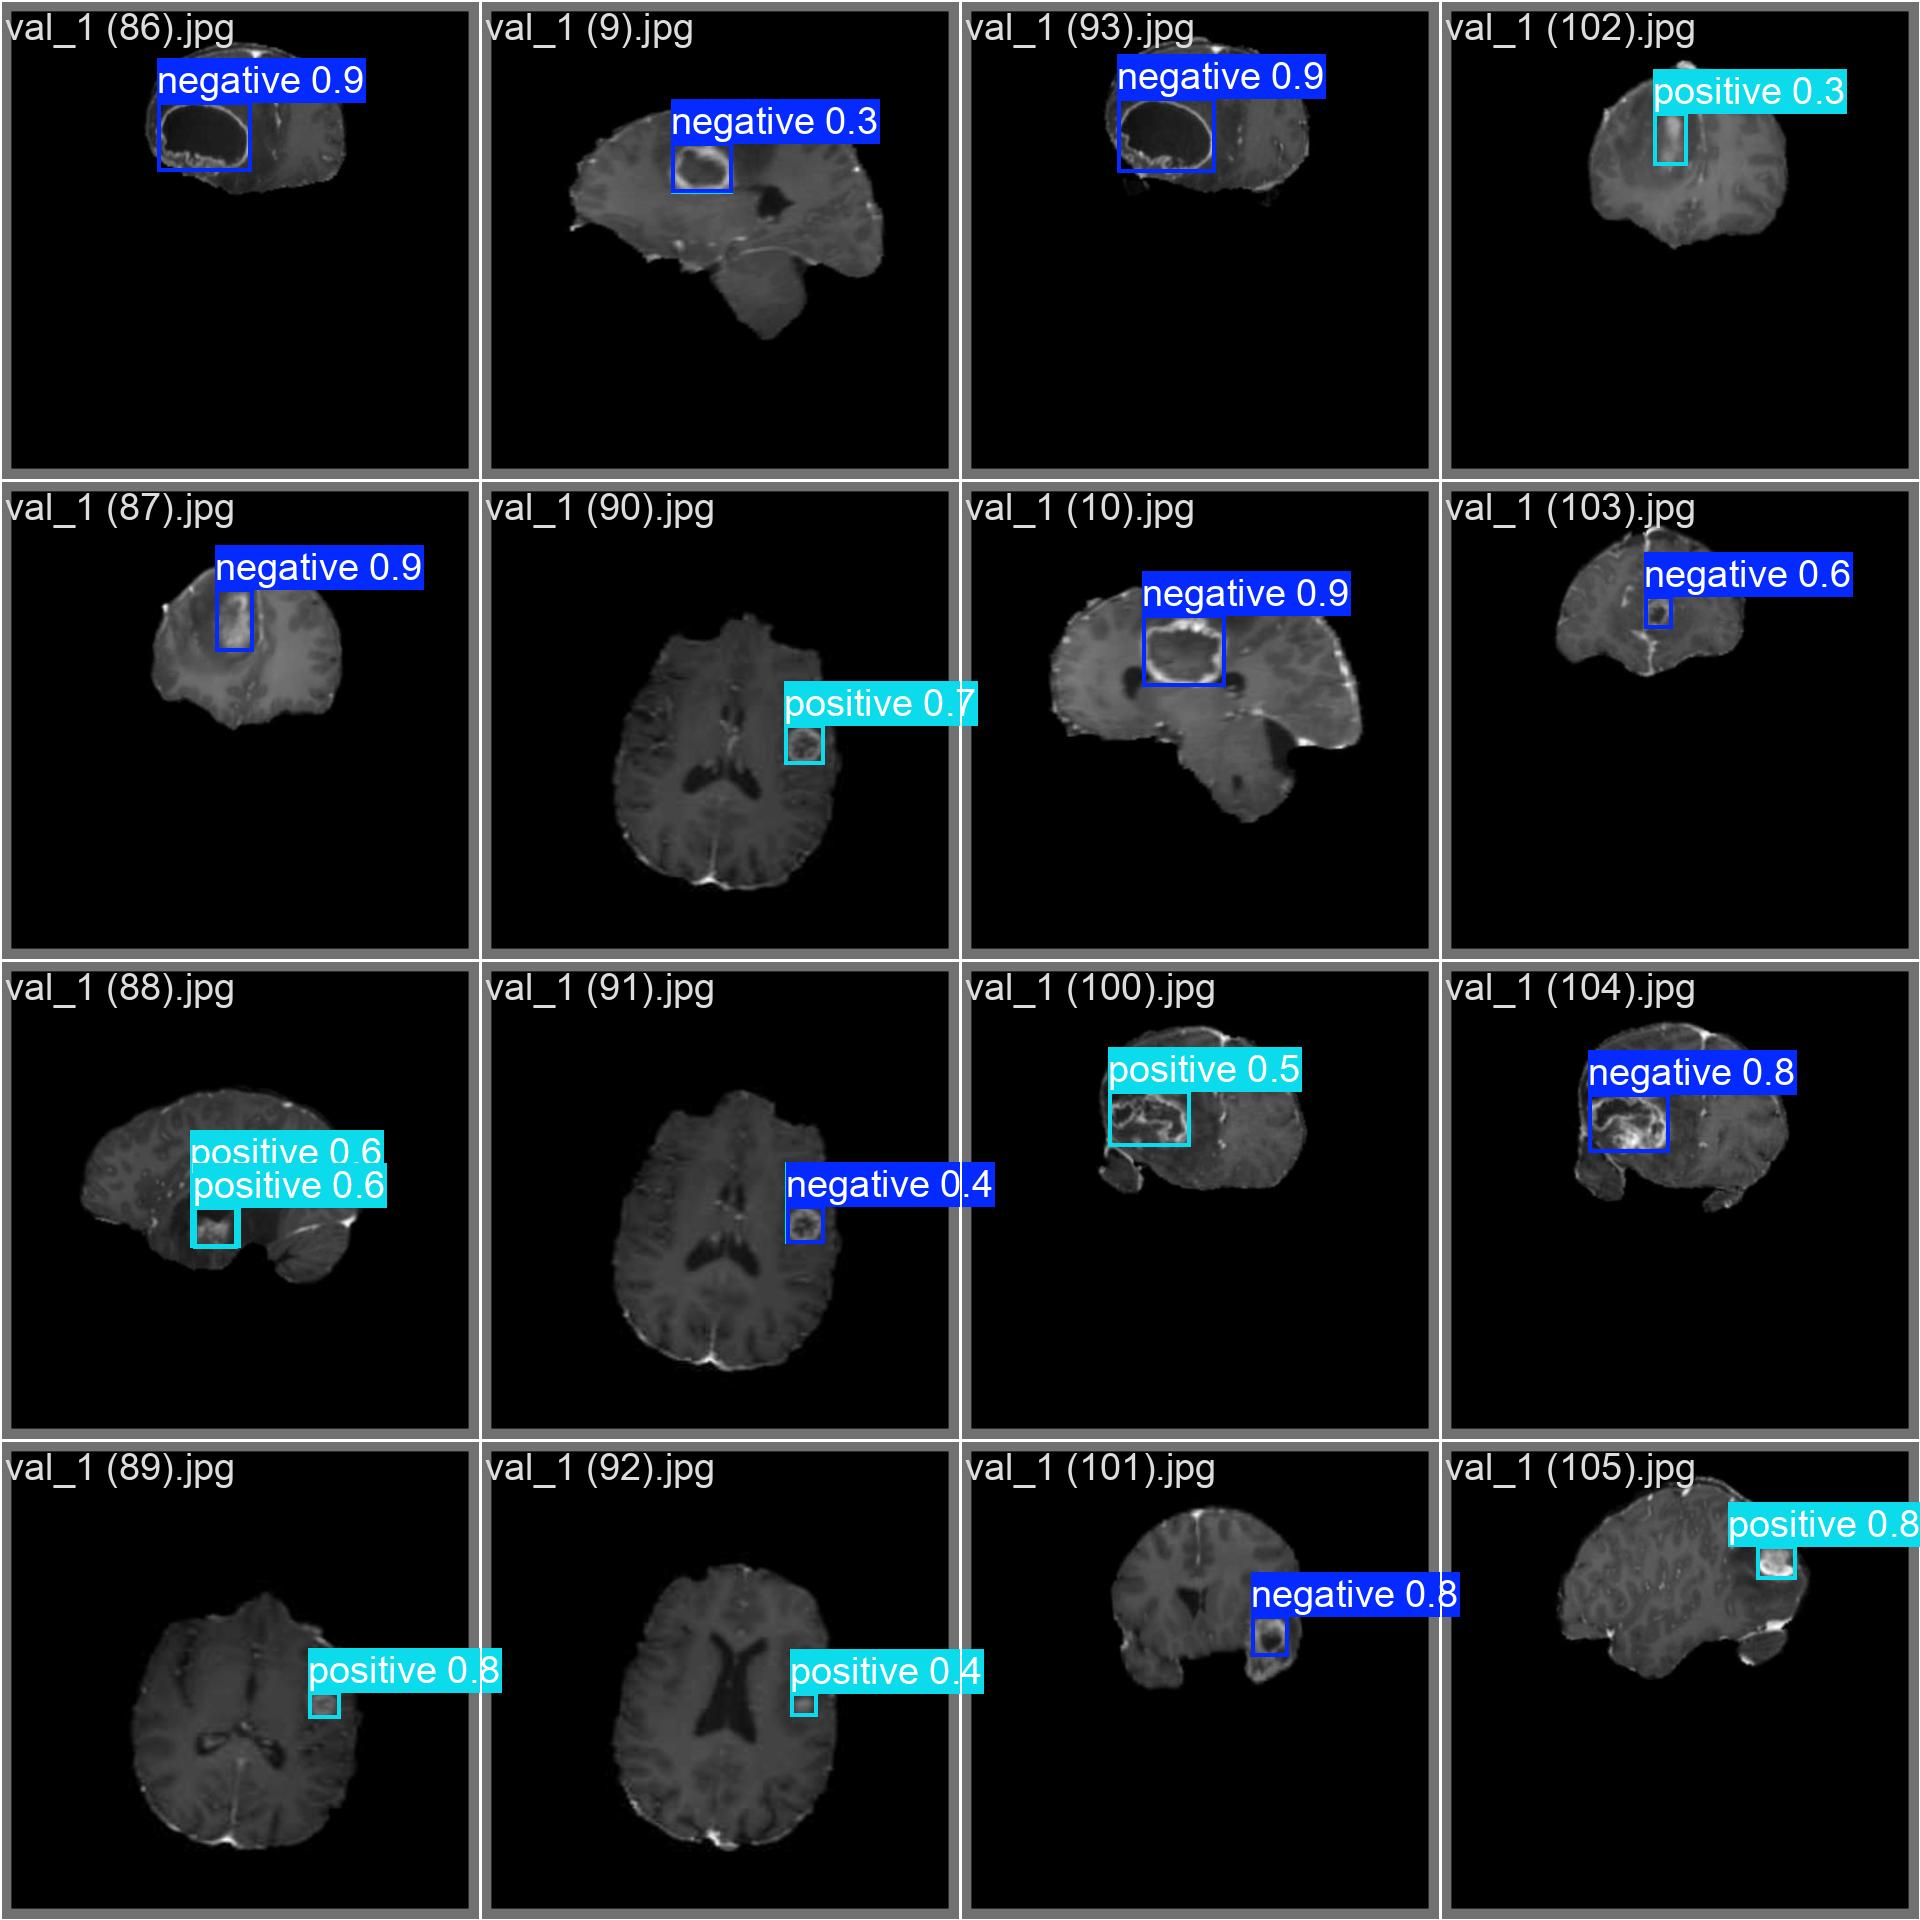 val_1 (86).jpg
negative 0.9
val_1 (9).jpg
negative 0.3
val_1 (93).jpg
negative 0.9
val_1 (102).jpg
positive 0.3
val_1 (87).jpg
negative 0.9
val_1 (90).jpg
positive 0.7
val_1 (10).jpg
negative 0.9
val_1 (103).jpg
negative 0.6
val_1 (88).jpg
positive 0.6
positive 0.6
val_1 (91).jpg
negative 0.4
val_1 (100).jpg
positive 0.5
val_1 (104).jpg
negative 0.8
val_1 (89).jpg
positive 0.8
val_1 (92).jpg
positive 0.4
val_1 (101).jpg
negative 0.8
val_1 (105).jpg
positive 0.8